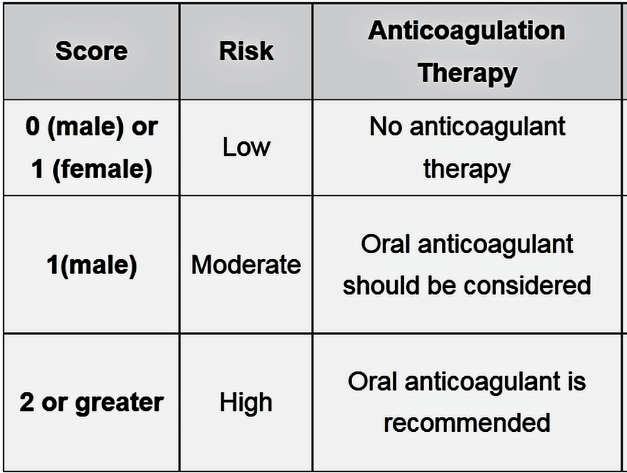 Score Risk Anticoagulation
Therapy
0 (male) or
1 (female)
Low
No anticoagulant
therapy
1(male)
Moderate
Oral anticoagulant
should be considered
2 or greater
High
Oral anticoagulant is
recommended